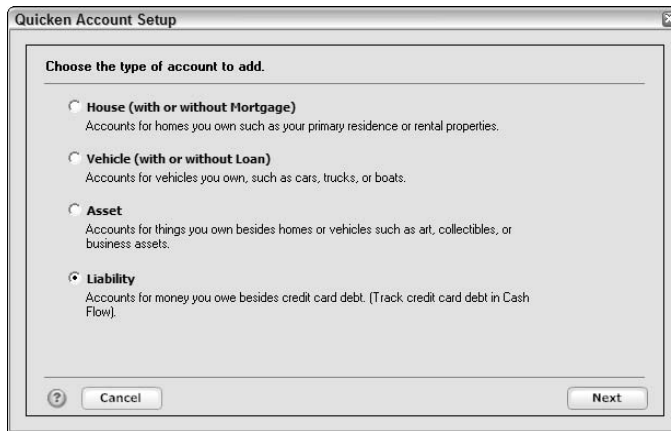 Quicken Account Setup
Choose the type of account to add.
House (with or without Mortgage)
Accounts for homes you own such as your primary residence or rental properties.
Vehicle (with or without Loan)
Accounts for vehicles you own, such as cars, trucks, or boats.
Asset
Accounts for things you own besides homes or vehicles such as art, collectibles, or
business assets.
Liability
Accounts for money you owe besides credit card debt. (Track credit card debt in Cash
Flow).
? Cancel Next